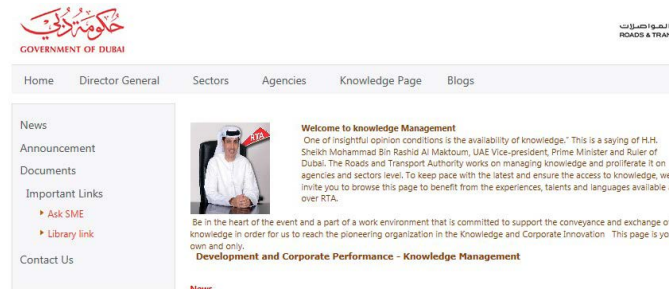 حكومة دبي
GOVERNMENT OF DUBAI
ROADS & TRAN
Home Director General Sectors Agencies Knowledge Page Blogs
News
Announcement
Documents
Important Links
Ask SME
Library link
Contact Us
RTA
Welcome to knowledge Management
One of insightful opinion conditions is the availability of knowledge." This is a saying of H.H.
Sheikh Mohammad Bin Rashid Al Maktoum, UAE Vice-president, Prime Minister and Ruler of
Dubai. The Roads and Transport Authority works on managing knowledge and proliferate it on
agencies and sectors level. To keep pace with the latest and ensure the access to knowledge, we
invite you to browse this page to benefit from the experiences, talents and languages available
over RTA.
Be in the heart of the event and a part of a work environment that is committed to support the conveyance and exchange of
knowledge in order for us to reach the pioneering organization in the Knowledge and Corporate Innovation This page is yo
own and only.
Development and Corporate Performance - Knowledge Management
News